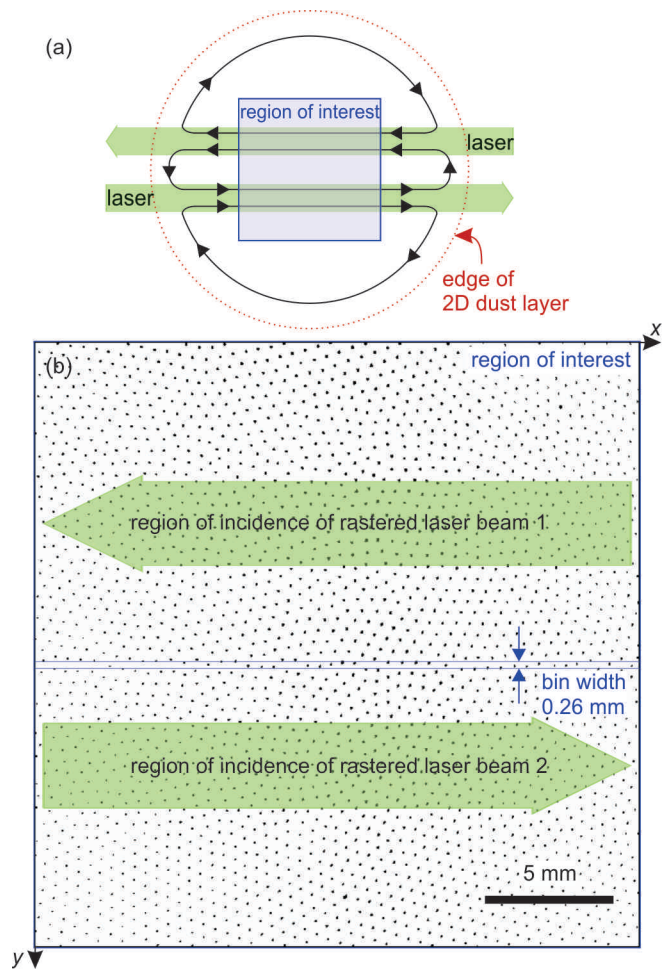 (a)
region of interest
laser
laser
edge of
2D dust layer
x
(b)
region of interest
region of incidence of rastered laser beam 1
bin width
0.26 mm
region of incidence of rastered laser beam 2
5 mm
y